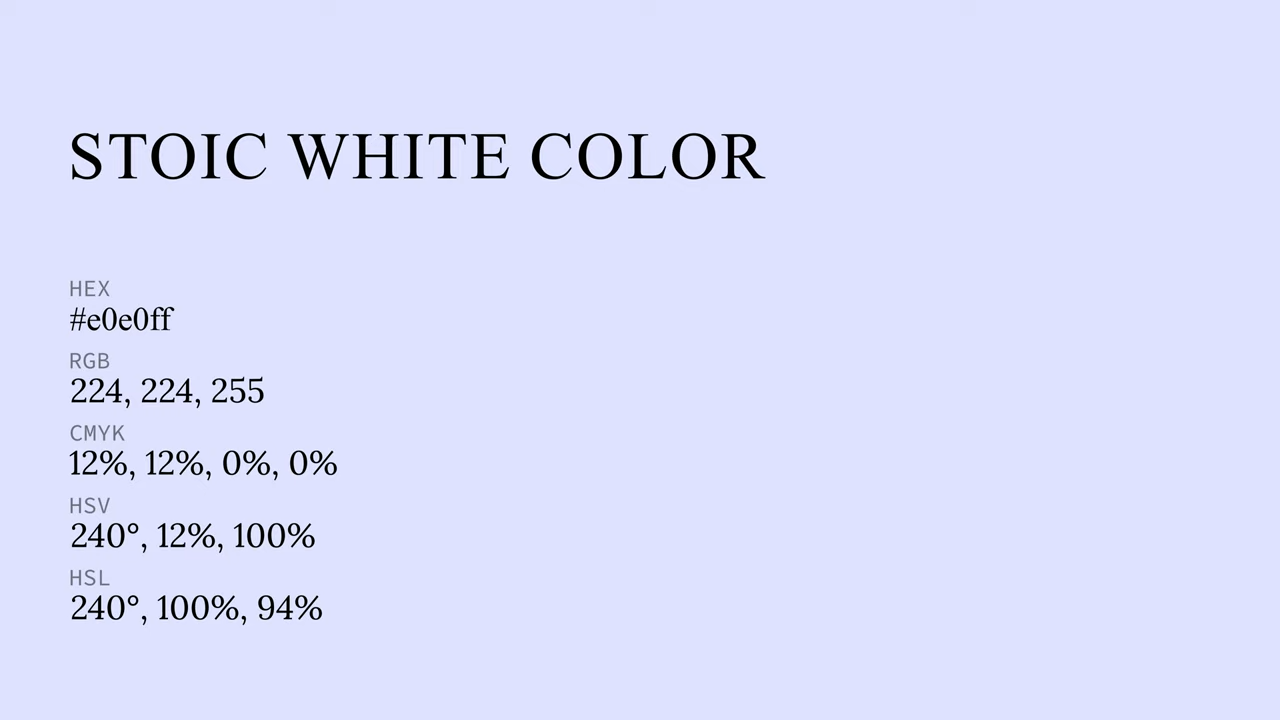 STOIC WHITE COLOR
HEX
#e0e0ff
RGB
224, 224, 255
CMYK
12%, 12%, 0%, 0%
HSV
240°, 12%, 100%
HSL
240°, 100%, 94%